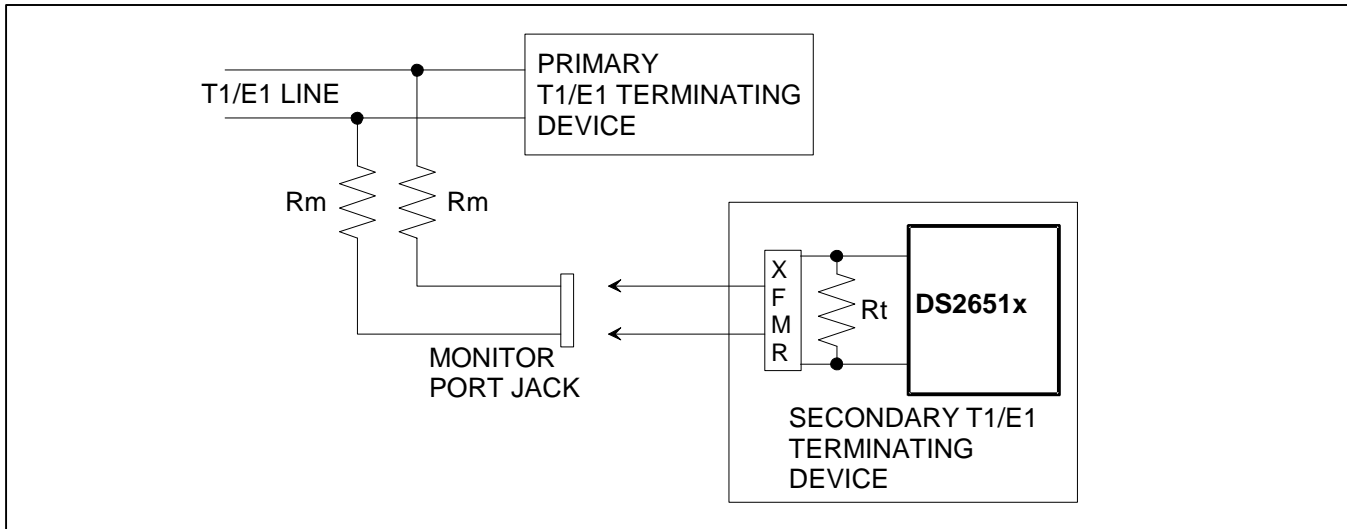 PRIMARY
T1/E1 TERMINATING
DEVICE
T1/E1 LINE
Rm
Rm
X
F
M
R
Rt
DS2651x
MONITOR
PORT JACK
SECONDARY T1/E1
TERMINATING
DEVICE